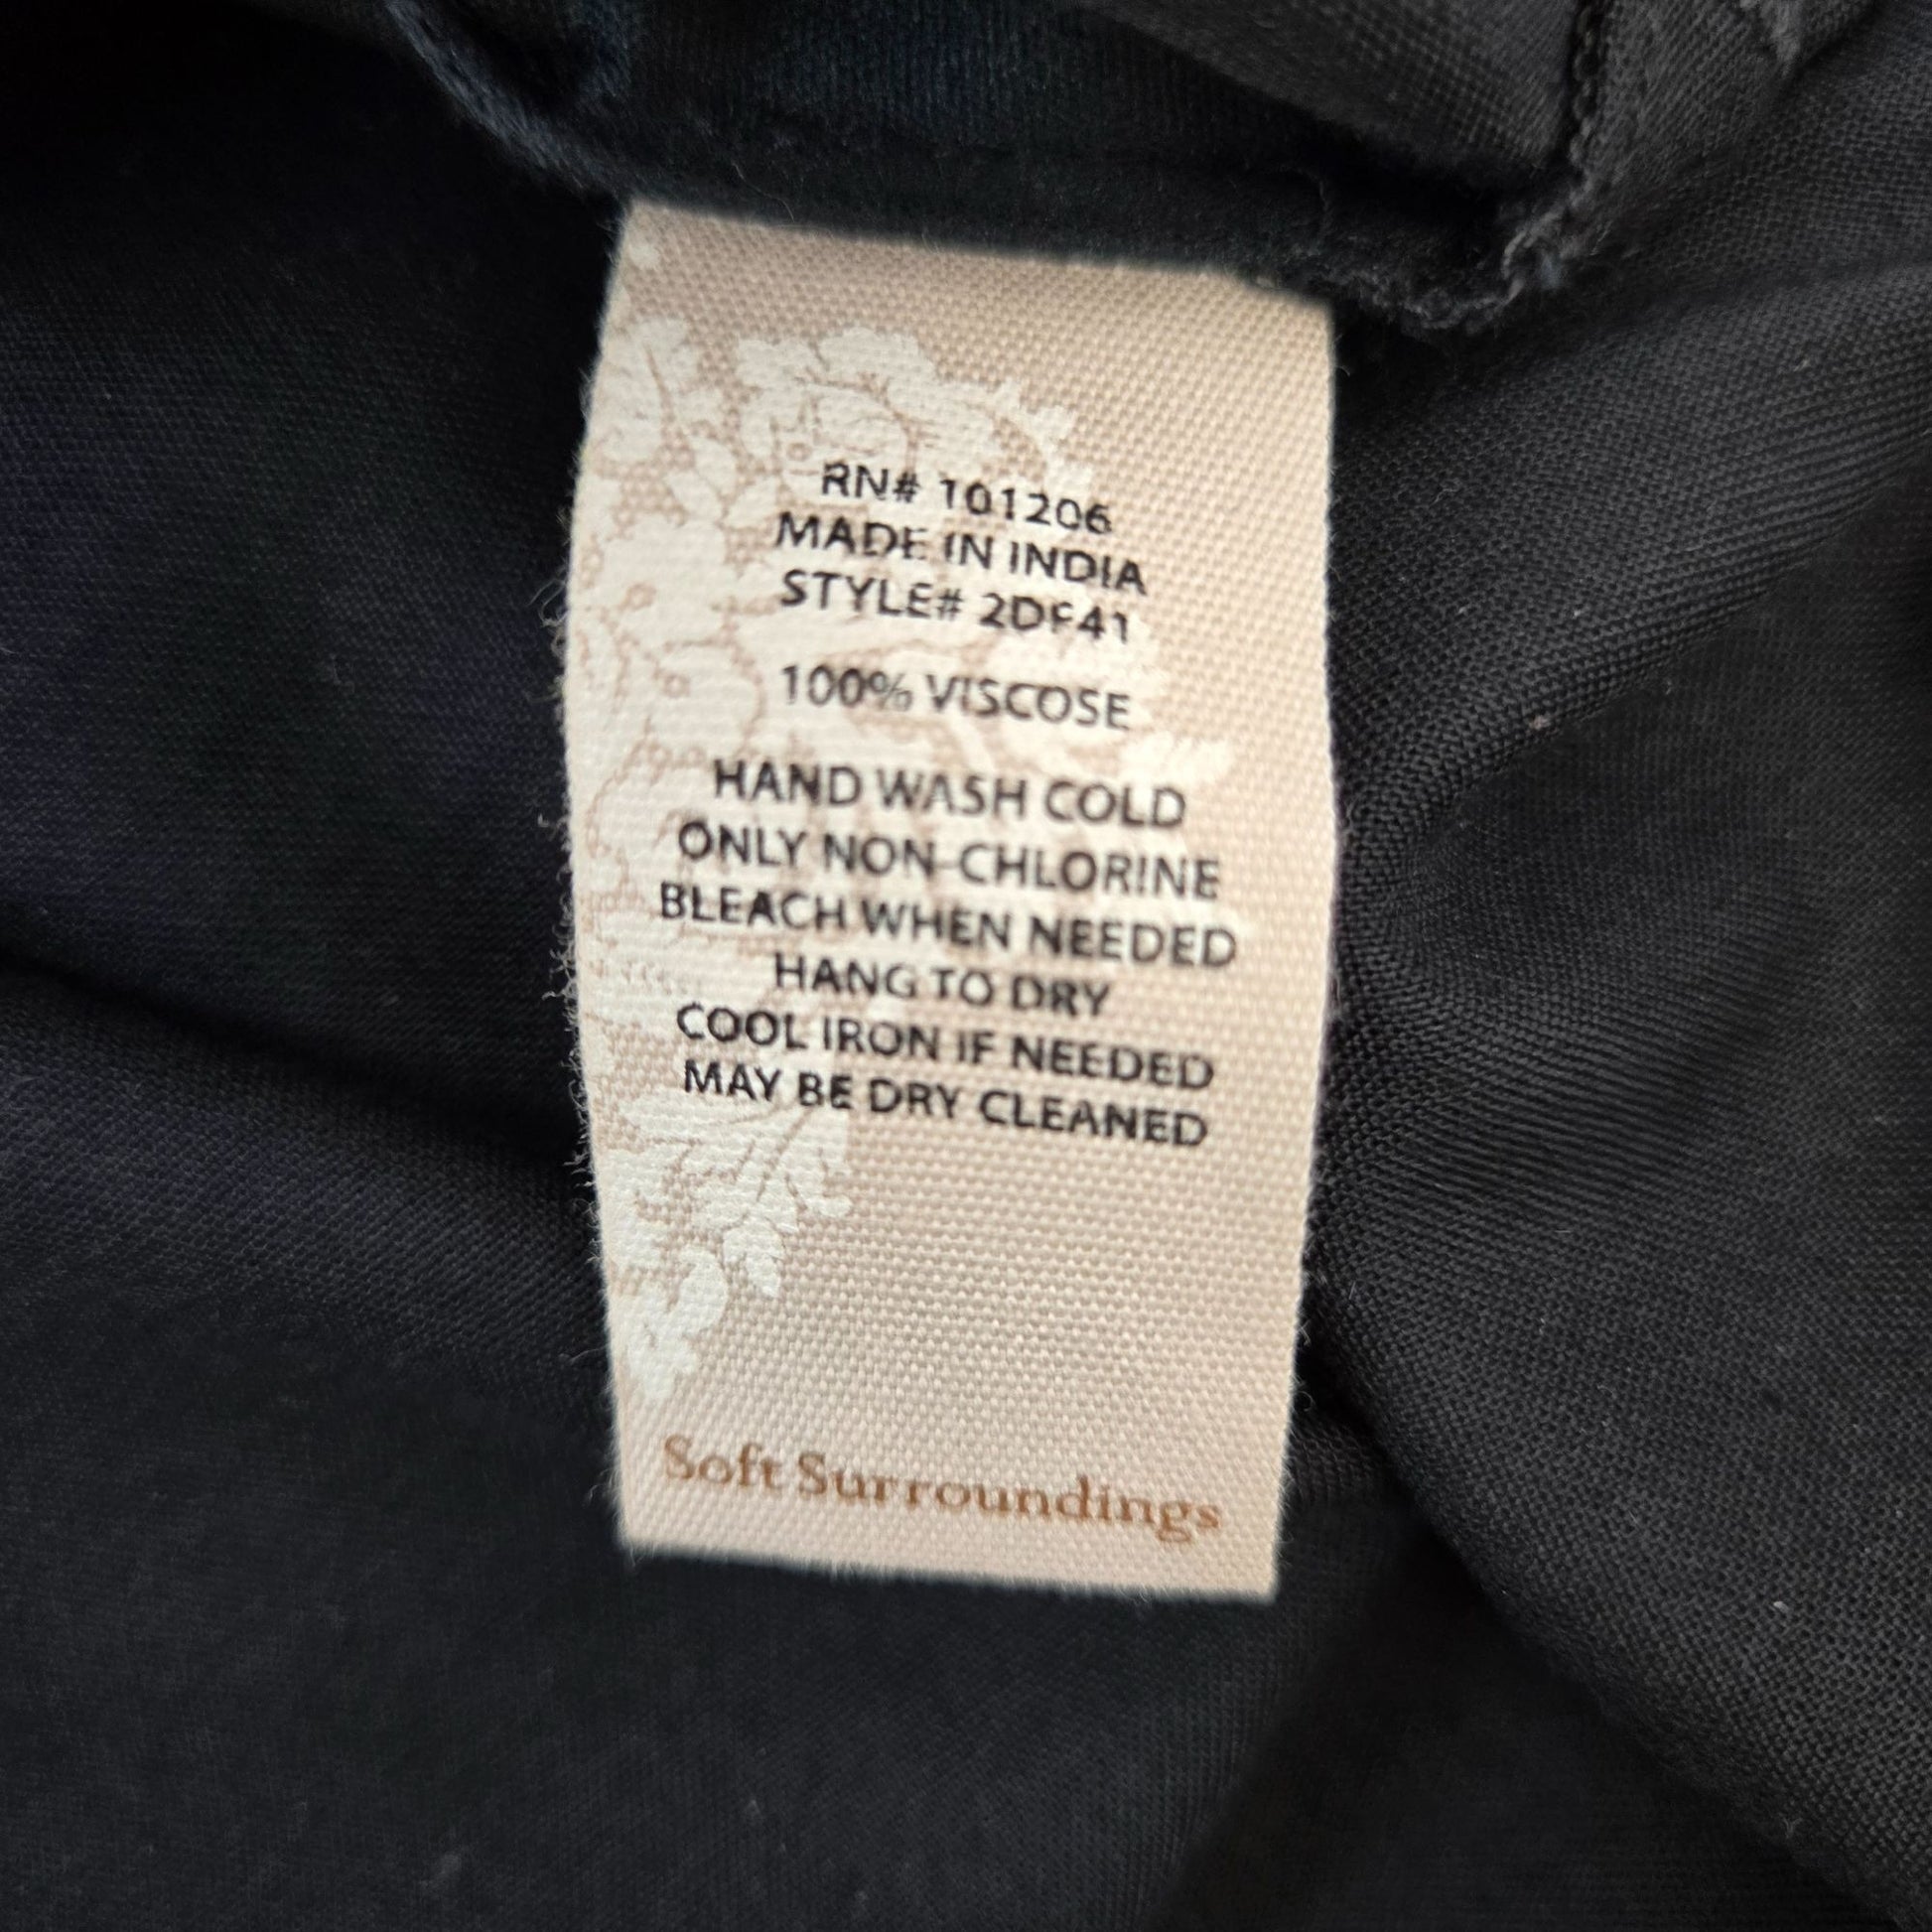 RN# 101206
MADE IN INDIA
STYLE# 2DF41
100% VISCOSE
HAND WASH COLD
ONLY NON-CHLORINE
BLEACH WHEN NEEDED
HANG TO DRY
COOL IRON IF NEEDED
MAY BE DRY CLEANED
Soft Surroundings